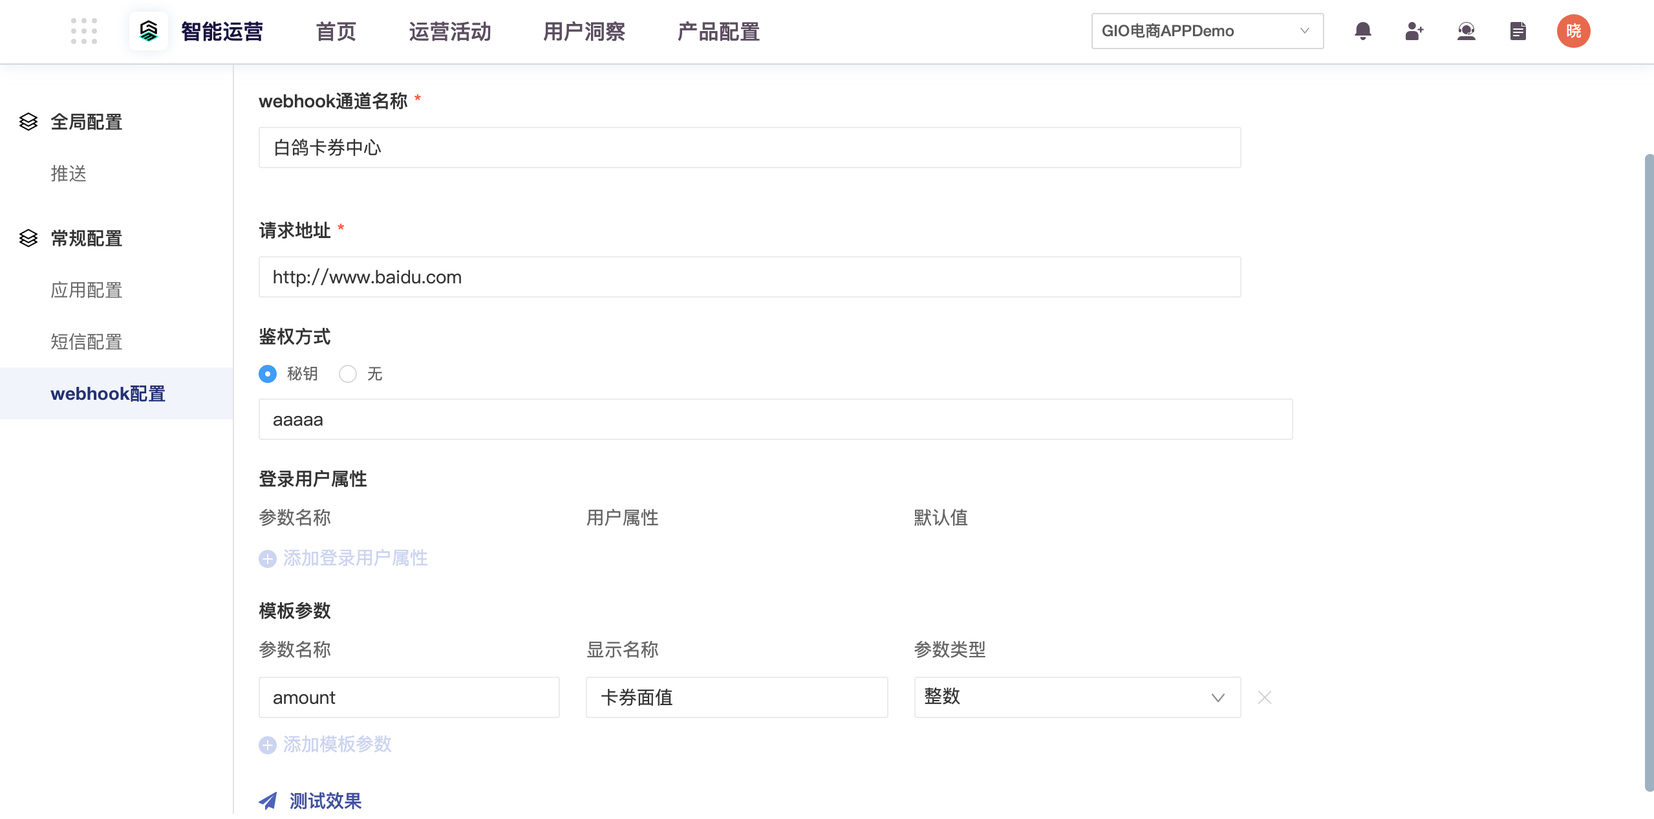 智能运营 首页 运营活动 用户洞察 产品配置 GIO电商APPDemo 晓
全局配置
推送
常规配置
应用配置
短信配置
webhook配置
webhook通道名称 *
白鸽卡券中心
请求地址 *
http://www.baidu.com
鉴权方式
秘钥 无
aaaaa
登录用户属性
参数名称 用户属性 默认值
添加登录用户属性
模板参数
参数名称 显示名称 参数类型
amount 卡券面值 整数
添加模板参数
测试效果